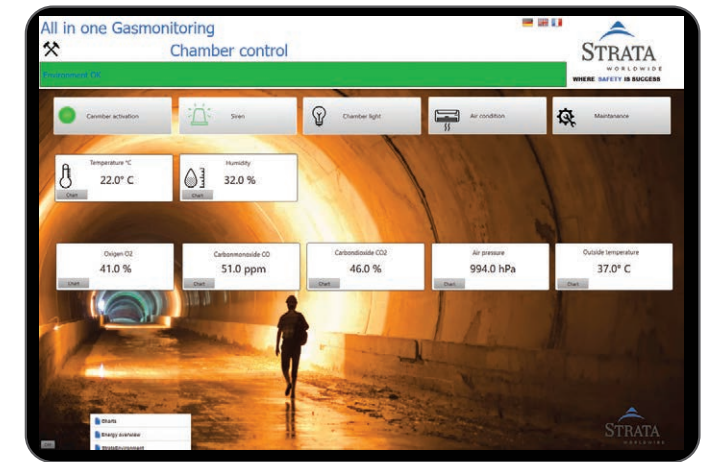 All in one Gasmonitoring
Chamber control
STRATA
WORLDWIDE
WHERE SAFETY IS SUCCESS
Environment OK
Canmber activation
Siren
Chamber light
Air condition
Maintanance
Temperature °C
22.0° C
Chart
Humidity
32.0 %
Chart
Oxigen O2
41.0 %
Chart
Carbonmonoxide CO
51.0 ppm
Chart
Carbondioxide CO2
46.0 %
Chart
Air pressure
994.0 hPa
Chart
Outside temperature
37.0° C
Chart
Charts
Energy overview
StrataEnvironment
STRATA
WORLDWIDE